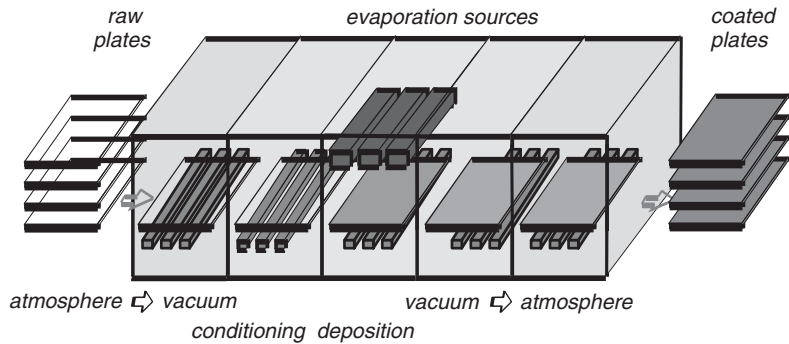 raw plates
evaporation sources
coated plates
atmosphere ⇨ vacuum
vacuum ⇨ atmosphere
conditioning deposition